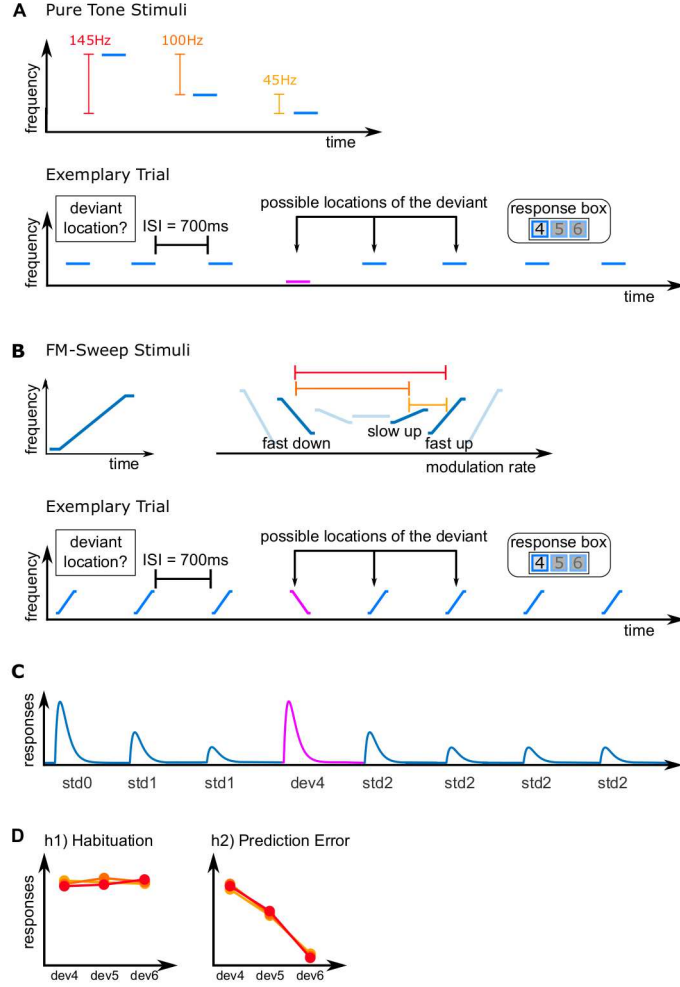 A Pure Tone Stimuli
145Hz 100Hz 45Hz
frequency
time
Exemplary Trial
deviant
location?
ISI = 700ms
possible locations of the deviant
response box
4 5 6
frequency
time
B FM-Sweep Stimuli
frequency
time
fast down slow up fast up
modulation rate
Exemplary Trial
deviant
location?
ISI = 700ms
possible locations of the deviant
response box
4 5 6
frequency
time
C
responses
std0 std1 std1 dev4 std2 std2 std2 std2
D
h1) Habituation h2) Prediction Error
responses
dev4 dev5 dev6 dev4 dev5 dev6